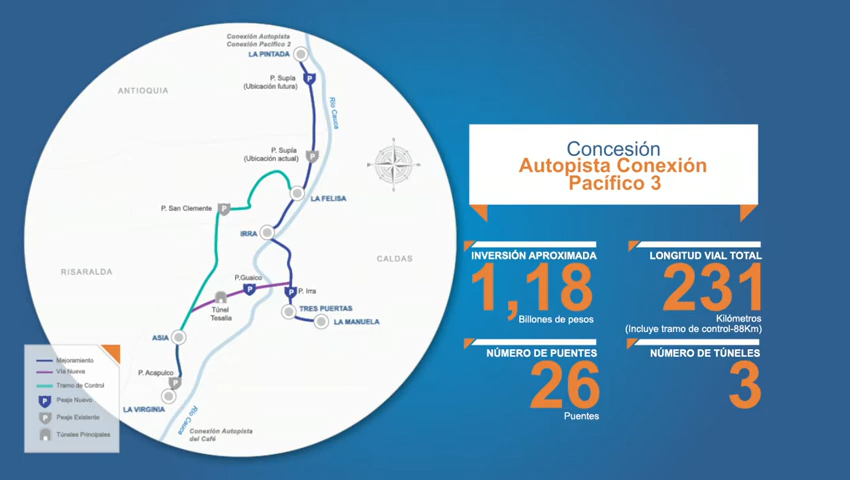 Conexión Autopista
Conexión Pacífico 2
LA PINTADA
P. Supía
(Ubicación futura)
ANTIOQUIA
Río Cauca
P. Supía
(Ubicación actual)
P. San Clemente
LA FELISA
IRRA
CALDAS
RISARALDA
P.Guaico
P. Irra
Túnel
Tesalia
TRES PUERTAS
LA MANUELA
ASIA
P. Acapulco
LA VIRGINIA
Río Cauca
Conexión Autopista
del Café
Mejoramiento
Vía Nueva
Tramo de Control
Peaje Nuevo
Peaje Existente
Túneles Principales
Concesión
Autopista Conexión
Pacífico 3
INVERSIÓN APROXIMADA
1,18
Billones de pesos
LONGITUD VIAL TOTAL
231
Kilómetros
(Incluye tramo de control-88Km)
NÚMERO DE PUENTES
26
Puentes
NÚMERO DE TÚNELES
3